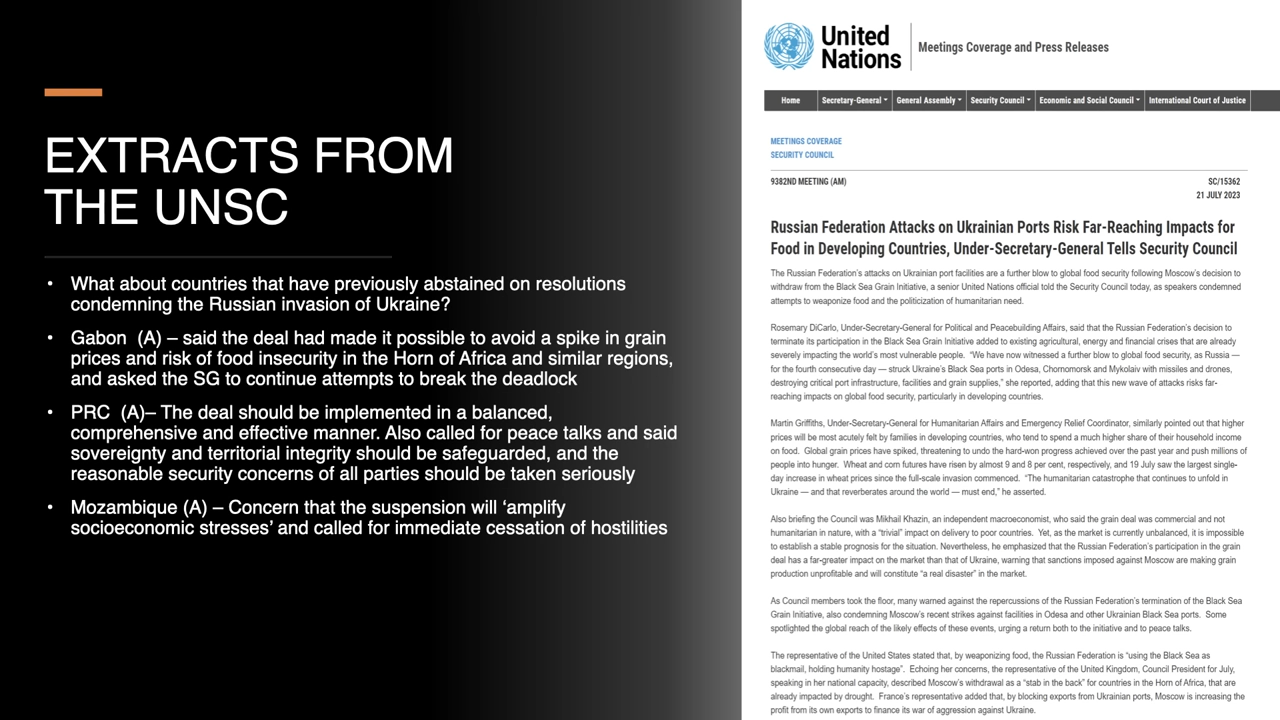 EXTRACTS FROM
THE UNSC
• What about countries that have previously abstained on resolutions
condemning the Russian invasion of Ukraine?
• Gabon (A) – said the deal had made it possible to avoid a spike in grain
prices and risk of food insecurity in the Horn of Africa and similar regions,
and asked the SG to continue attempts to break the deadlock
• PRC (A)– The deal should be implemented in a balanced,
comprehensive and effective manner. Also called for peace talks and said
sovereignty and territorial integrity should be safeguarded, and the
reasonable security concerns of all parties should be taken seriously
• Mozambique (A) – Concern that the suspension will ‘amplify
socioeconomic stresses’ and called for immediate cessation of hostilities
United
Nations
Meetings Coverage and Press Releases
Home Secretary-General General Assembly Security Council Economic and Social Council International Court of Justice
MEETINGS COVERAGE
SECURITY COUNCIL
9382ND MEETING (AM) SC/15362
21 JULY 2023
Russian Federation Attacks on Ukrainian Ports Risk Far-Reaching Impacts for
Food in Developing Countries, Under-Secretary-General Tells Security Council
The Russian Federation's attacks on Ukrainian port facilities are a further blow to global food security following Moscow's decision to
withdraw from the Black Sea Grain Initiative, a senior United Nations official told the Security Council today, as speakers condemned
attempts to weaponize food and the politicization of humanitarian need.
Rosemary DiCarlo, Under-Secretary-General for Political and Peacebuilding Affairs, said that the Russian Federation's decision to
terminate its participation in the Black Sea Grain Initiative added to existing agricultural, energy and financial crises that are already
severely impacting the world's most vulnerable people. “We have now witnessed a further blow to global food security, as Russia —
for the fourth consecutive day — struck Ukraine's Black Sea ports in Odesa, Chornomorsk and Mykolaiv with missiles and drones,
destroying critical port infrastructure, facilities and grain supplies,” she reported, adding that this new wave of attacks risks far-
reaching impacts on global food security, particularly in developing countries.
Martin Griffiths, Under-Secretary-General for Humanitarian Affairs and Emergency Relief Coordinator, similarly pointed out that higher
prices will be most acutely felt by families in developing countries, who tend to spend a much higher share of their household income
on food. Global grain prices have spiked, threatening to undo the hard-won progress achieved over the past year and push millions of
people into hunger. Wheat and corn futures have risen by almost 9 and 8 per cent, respectively, and 19 July saw the largest single-
day increase in wheat prices since the full-scale invasion commenced. “The humanitarian catastrophe that continues to unfold in
Ukraine — and that reverberates around the world — must end,” he asserted.
Also briefing the Council was Mikhail Khazin, an independent macroeconomist, who said the grain deal was commercial and not
humanitarian in nature, with a “trivial” impact on delivery to poor countries. Yet, as the market is currently unbalanced, it is impossible
to establish a stable prognosis for the situation. Nevertheless, he emphasized that the Russian Federation's participation in the grain
deal has a far-greater impact on the market than that of Ukraine, warning that sanctions imposed against Moscow are making grain
production unprofitable and will constitute “a real disaster” in the market.
As Council members took the floor, many warned against the repercussions of the Russian Federation's termination of the Black Sea
Grain Initiative, also condemning Moscow's recent strikes against facilities in Odesa and other Ukrainian Black Sea ports. Some
spotlighted the global reach of the likely effects of these events, urging a return both to the initiative and to peace talks.
The representative of the United States stated that, by weaponizing food, the Russian Federation is “using the Black Sea as
blackmail, holding humanity hostage”. Echoing her concerns, the representative of the United Kingdom, Council President for July,
speaking in her national capacity, described Moscow's withdrawal as a “stab in the back” for countries in the Horn of Africa, that are
already impacted by drought. France's representative added that, by blocking exports from Ukrainian ports, Moscow is increasing the
profit from its own exports to finance its war of aggression against Ukraine.